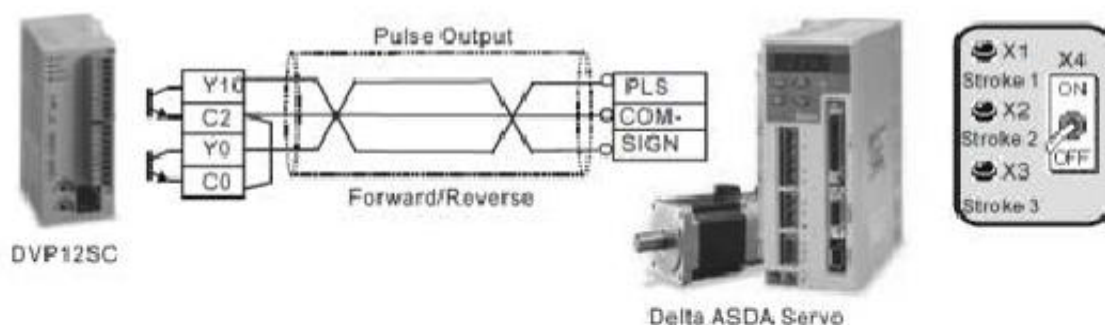 Pulse Output
Y10
C2
Y0
C0
PLS
COM+
SIGN
Forward/Reverse
DVP12SC
Delta ASDA Servo
X1
Stroke 1
X2
Stroke 2
X3
Stroke 3
X4
ON
OFF